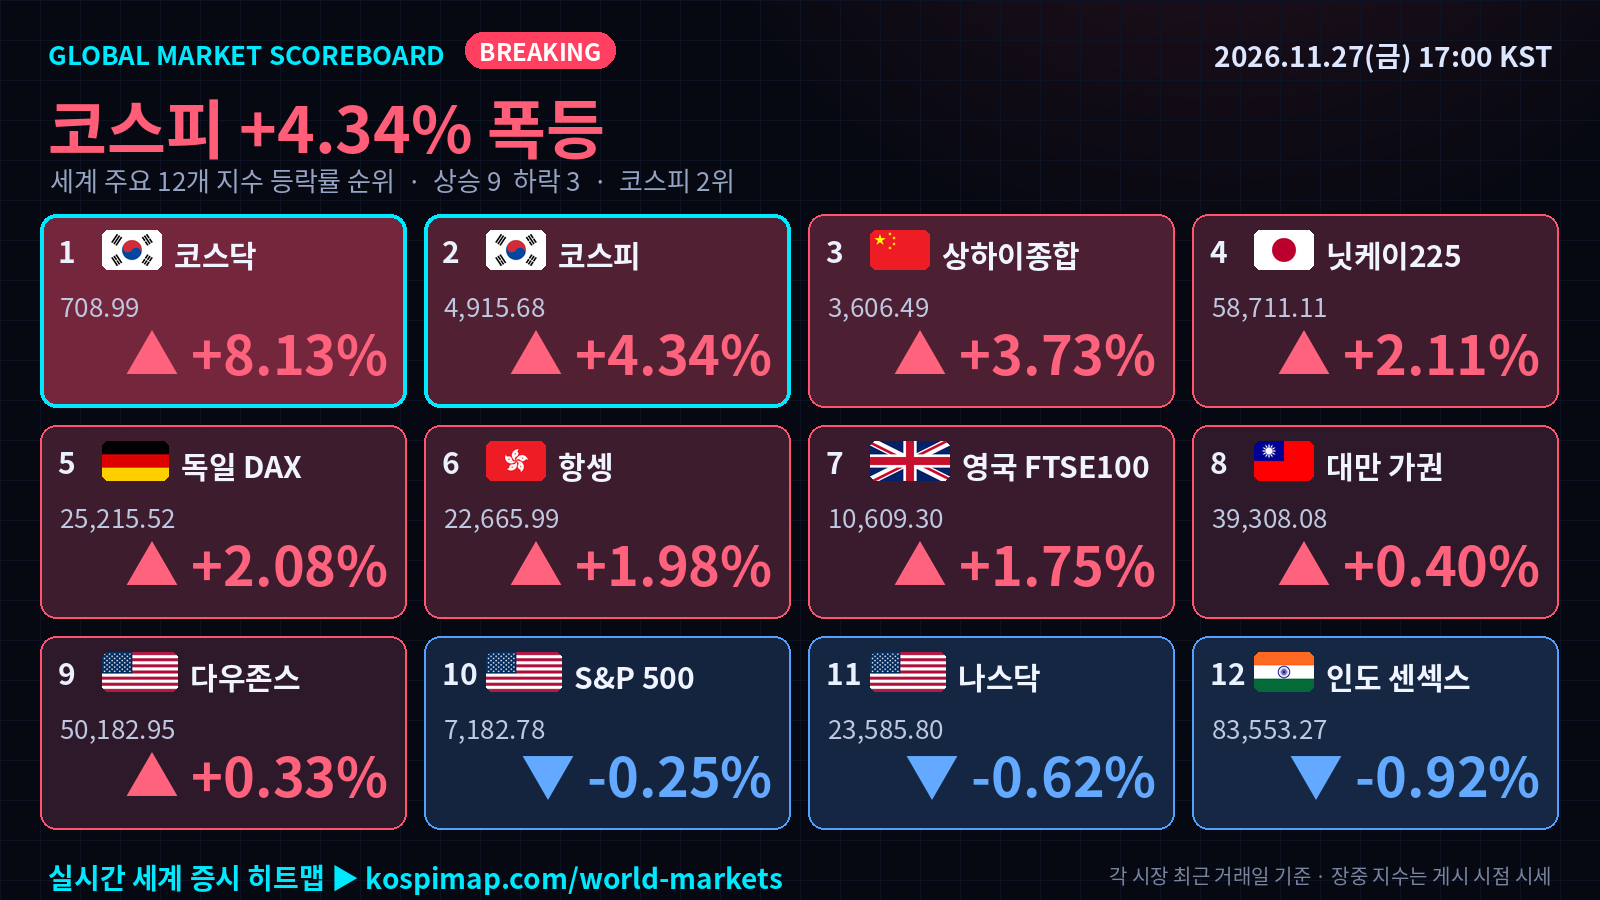 GLOBAL MARKET SCOREBOARD BREAKING 2026.11.27(금) 17:00 KST
코스피 +4.34% 폭등
세계 주요 12개 지수 등락률 순위 · 상승 9 하락 3 · 코스피 2위
1 코스닥
708.99
▲ +8.13%
2 코스피
4,915.68
▲ +4.34%
3 상하이종합
3,606.49
▲ +3.73%
4 닛케이225
58,711.11
▲ +2.11%
5 독일 DAX
25,215.52
▲ +2.08%
6 항셍
22,665.99
▲ +1.98%
7 영국 FTSE100
10,609.30
▲ +1.75%
8 대만 가권
39,308.08
▲ +0.40%
9 다우존스
50,182.95
▲ +0.33%
10 S&P 500
7,182.78
▼ -0.25%
11 나스닥
23,585.80
▼ -0.62%
12 인도 센섹스
83,553.27
▼ -0.92%
실시간 세계 증시 히트맵 ▶ kospimap.com/world-markets
각 시장 최근 거래일 기준 · 장중 지수는 게시 시점 시세